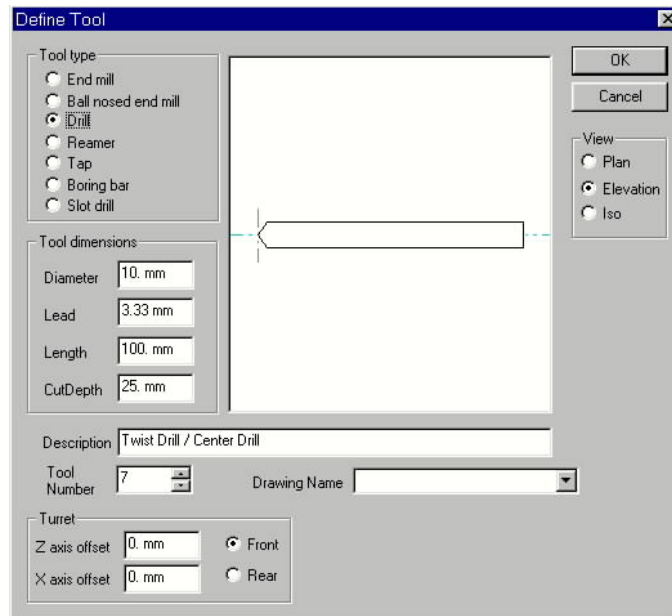 Define Tool
Tool type
End mill
Ball nosed end mill
Drill
Reamer
Tap
Boring bar
Slot drill
OK
Cancel
View
Plan
Elevation
Iso
Tool dimensions
Diameter 10. mm
Lead 3.33 mm
Length 100. mm
CutDepth 25. mm
Description Twist Drill / Center Drill
Tool
Number 7
Drawing Name
Turret
Z axis offset 0. mm Front
X axis offset 0. mm Rear